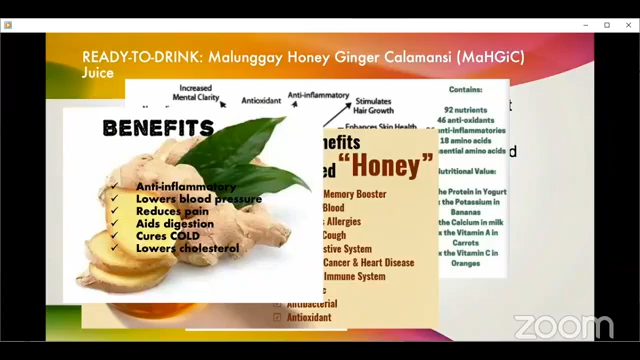 READY-TO-DRINK: Malunggay Honey Ginger Calamansi (MaHGiC)
Juice
Increased
Mental Clarity
Antioxidant
Anti-inflammatory
Stimulates
Hair Growth
Enhances Skin Health
Contains:
92 nutrients
46 anti-oxidants
anti-inflammatories
18 amino acids
essential amino acids
Nutritional Value:
the Protein in Yogurt
the Potassium in
Bananas
the Calcium in milk
x the Vitamin A in
Carrots
x the Vitamin C in
Oranges
BENEFITS
✓ Anti-inflammatory
✓ Lowers blood pressure
✓ Reduces pain
✓ Aids digestion
✓ Cures COLD
✓ Lowers cholesterol
"Honey"
Memory Booster
Blood
Allergies
Cough
System
Cancer & Heart Disease
Immune System
Antibacterial
Antioxidant
zoom